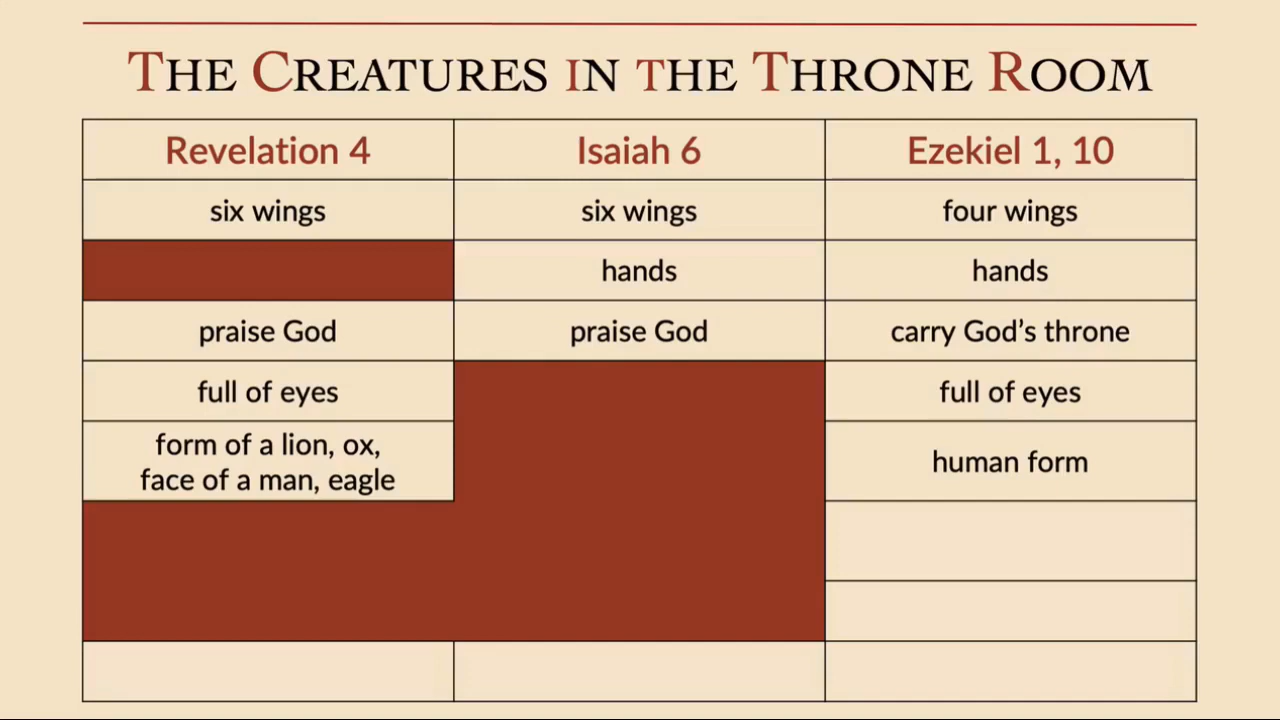 THE CREATURES IN THE THRONE ROOM
Revelation 4
Isaiah 6
Ezekiel 1, 10
six wings
six wings
four wings
hands
hands
praise God
praise God
carry God’s throne
full of eyes
full of eyes
form of a lion, ox,
face of a man, eagle
human form